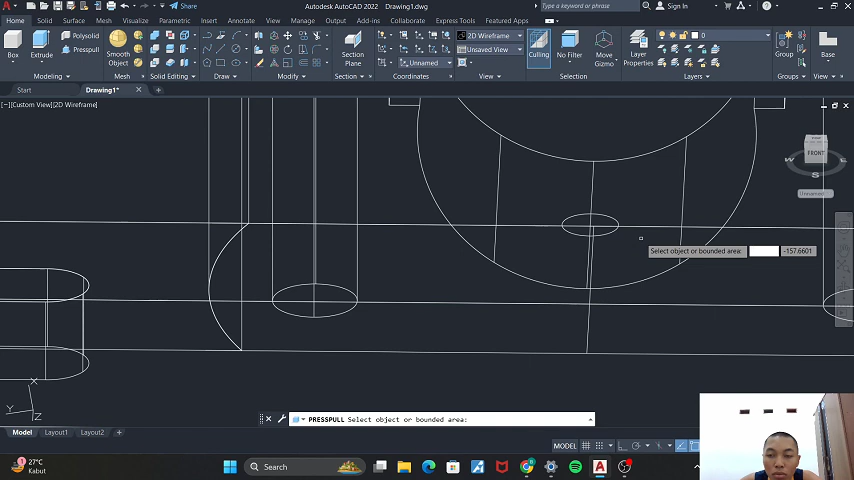 Share
Autodesk AutoCAD 2022
Drawing1.dwg
Type a keyword or phrase
Sign In
Home Solid Surface Mesh Visualize Parametric Insert Annotate View Manage Output Add-ins Collaborate Express Tools Featured Apps
Box Extrude Polysolid Presspull Smooth Object Section Plane 2D Wireframe Unsaved View Unnamed Culling No Filter Move Gizmo Layer Properties 0 Group Base
Modeling Mesh Solid Editing Draw Modify Section Coordinates View Selection Layers Groups View
Start Drawing1*
[−][Custom View][2D Wireframe]
FRONT
W
S
Unnamed
Select object or bounded area: -157.6601
X
Y
Z
PRESSPULL Select object or bounded area:
Model Layout1 Layout2 +
MODEL
27°C
Kabut
Search